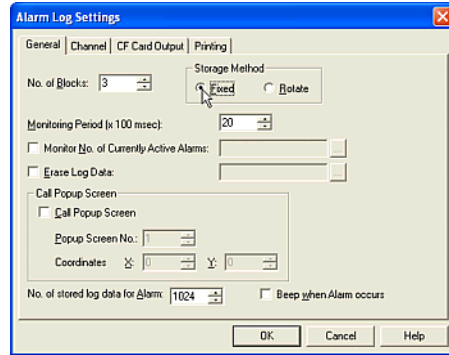 Alarm Log Settings
General Channel CF Card Output Printing
Storage Method
No. of Blocks: 3
Fixed Rotate
Monitoring Period (x 100 msec): 20
Monitor No. of Currently Active Alarms: ...
Erase Log Data: ...
Call Popup Screen
Call Popup Screen
Popup Screen No.: 1
Coordinates X: 0 Y: 0
No. of stored log data for Alarm: 1024 Beep when Alarm occurs
OK Cancel Help